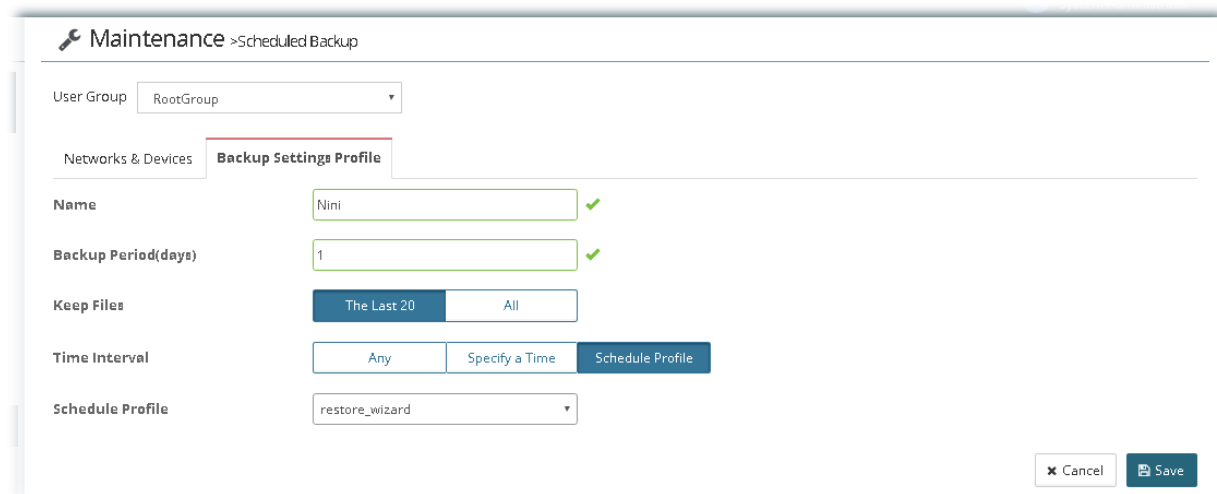 Maintenance >Scheduled Backup
User Group RootGroup
Networks & Devices Backup Settings Profile
Name Nini
Backup Period(days) 1
Keep Files The Last 20 All
Time Interval Any Specify a Time Schedule Profile
Schedule Profile restore_wizard
Cancel Save